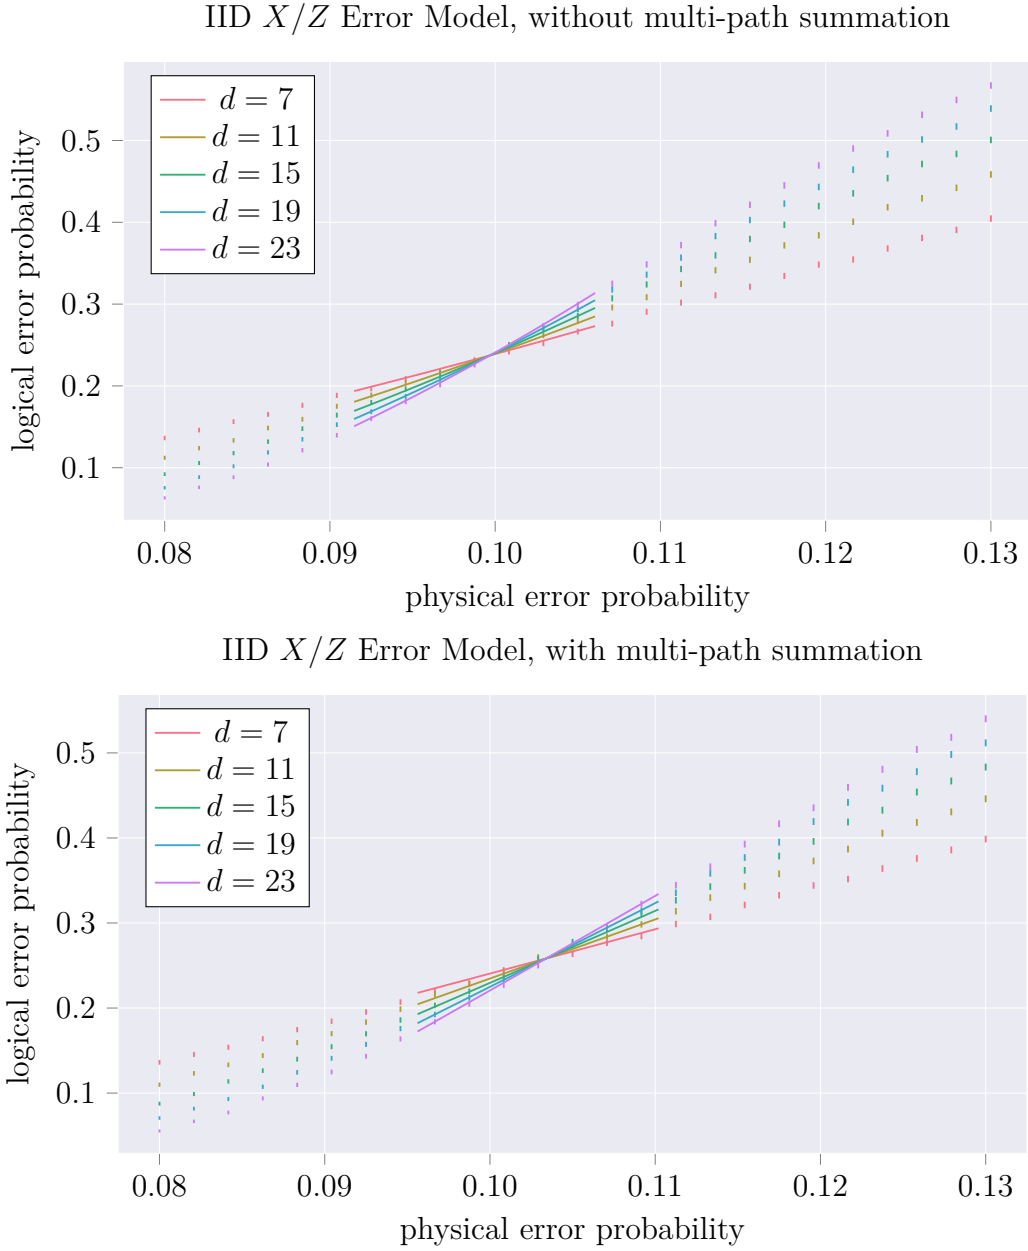 IID X/Z Error Model, without multi-path summation
d = 7
d = 11
d = 15
d = 19
d = 23
logical error probability
0.5
0.4
0.3
0.2
0.1
0.08 0.09 0.10 0.11 0.12 0.13
physical error probability
IID X/Z Error Model, with multi-path summation
d = 7
d = 11
d = 15
d = 19
d = 23
logical error probability
0.5
0.4
0.3
0.2
0.1
0.08 0.09 0.10 0.11 0.12 0.13
physical error probability